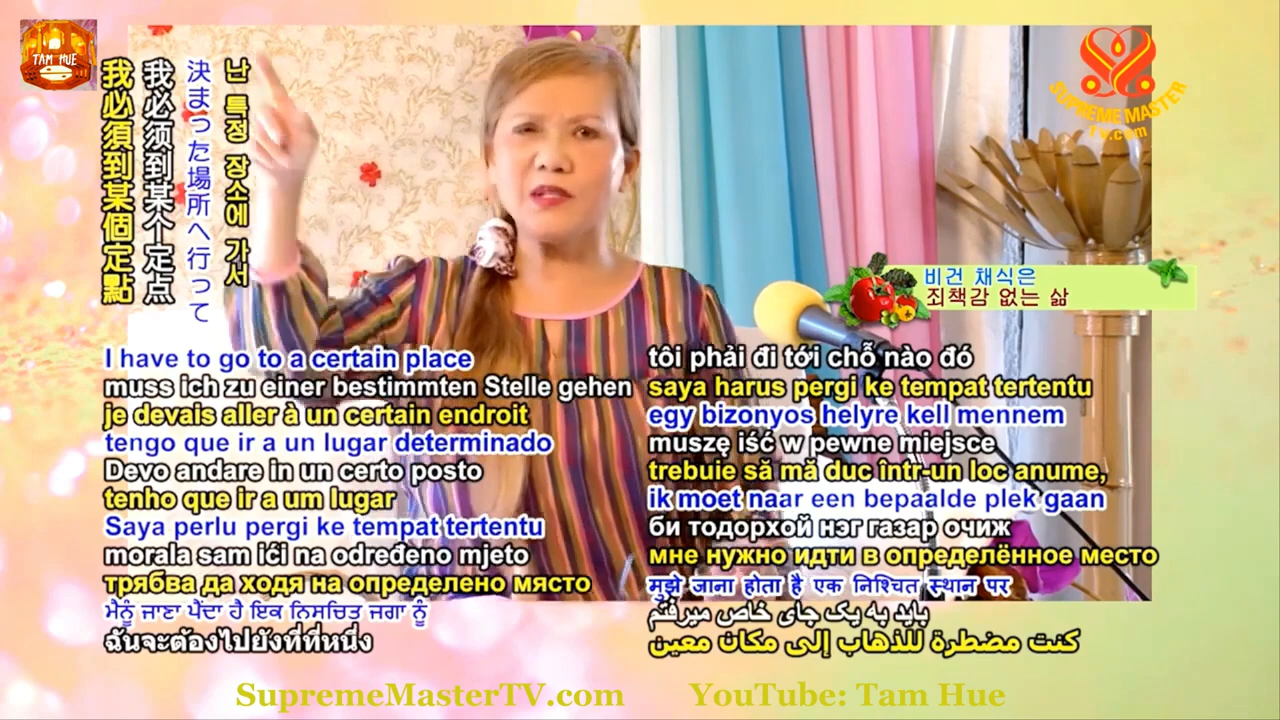 TAM HUE
SUPREME MASTER
TV.com
我必須到某個定點
我必须到某个定点
決まった場所へ行って
난 특정 장소에 가서
비건 채식은
죄책감 없는 삶
I have to go to a certain place
muss ich zu einer bestimmten Stelle gehen
je devais aller à un certain endroit
tengo que ir a un lugar determinado
Devo andare in un certo posto
tenho que ir a um lugar
Saya perlu pergi ke tempat tertentu
morala sam ići na određeno mjeto
трябва да ходя на определено място
ਮੈਨੂੰ ਜਾਣਾ ਪੈਂਦਾ ਹੈ ਇਕ ਨਿਸਚਿਤ ਜਗਾ ਨੂੰ
ฉันจะต้องไปยังที่ที่หนึ่ง
tôi phải đi tới chỗ nào đó
saya harus pergi ke tempat tertentu
egy bizonyos helyre kell mennem
muszę iść w pewne miejsce
trebuie să mă duc într-un loc anume,
ik moet naar een bepaalde plek gaan
би тодорхой нэг газар очиж
мне нужно идти в определённое место
मुझे जाना होता है एक निश्चित स्थान पर
باید به یک جای خاص میرفتم
كنت مضطرة للذهاب إلى مكان معين
SupremeMasterTV.com
YouTube: Tam Hue